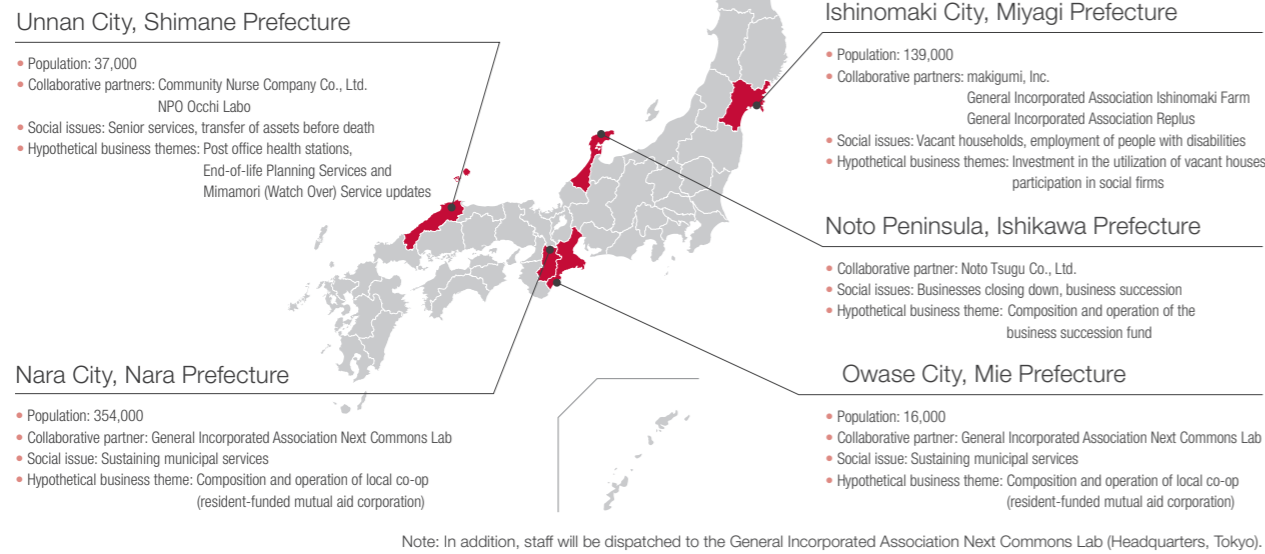 Unnan City, Shimane Prefecture
• Population: 37,000
• Collaborative partners: Community Nurse Company Co., Ltd.
NPO Occhi Labo
• Social issues: Senior services, transfer of assets before death
• Hypothetical business themes: Post office health stations,
End-of-life Planning Services and
Mimamori (Watch Over) Service updates
Ishinomaki City, Miyagi Prefecture
• Population: 139,000
• Collaborative partners: makigumi, Inc.
General Incorporated Association Ishinomaki Farm
General Incorporated Association Replus
• Social issues: Vacant households, employment of people with disabilities
• Hypothetical business themes: Investment in the utilization of vacant houses
participation in social firms
Noto Peninsula, Ishikawa Prefecture
• Collaborative partner: Noto Tsugu Co., Ltd.
• Social issues: Businesses closing down, business succession
• Hypothetical business theme: Composition and operation of the
business succession fund
Nara City, Nara Prefecture
• Population: 354,000
• Collaborative partner: General Incorporated Association Next Commons Lab
• Social issue: Sustaining municipal services
• Hypothetical business theme: Composition and operation of local co-op
(resident-funded mutual aid corporation)
Owase City, Mie Prefecture
• Population: 16,000
• Collaborative partner: General Incorporated Association Next Commons Lab
• Social issue: Sustaining municipal services
• Hypothetical business theme: Composition and operation of local co-op
(resident-funded mutual aid corporation)
Note: In addition, staff will be dispatched to the General Incorporated Association Next Commons Lab (Headquarters, Tokyo).